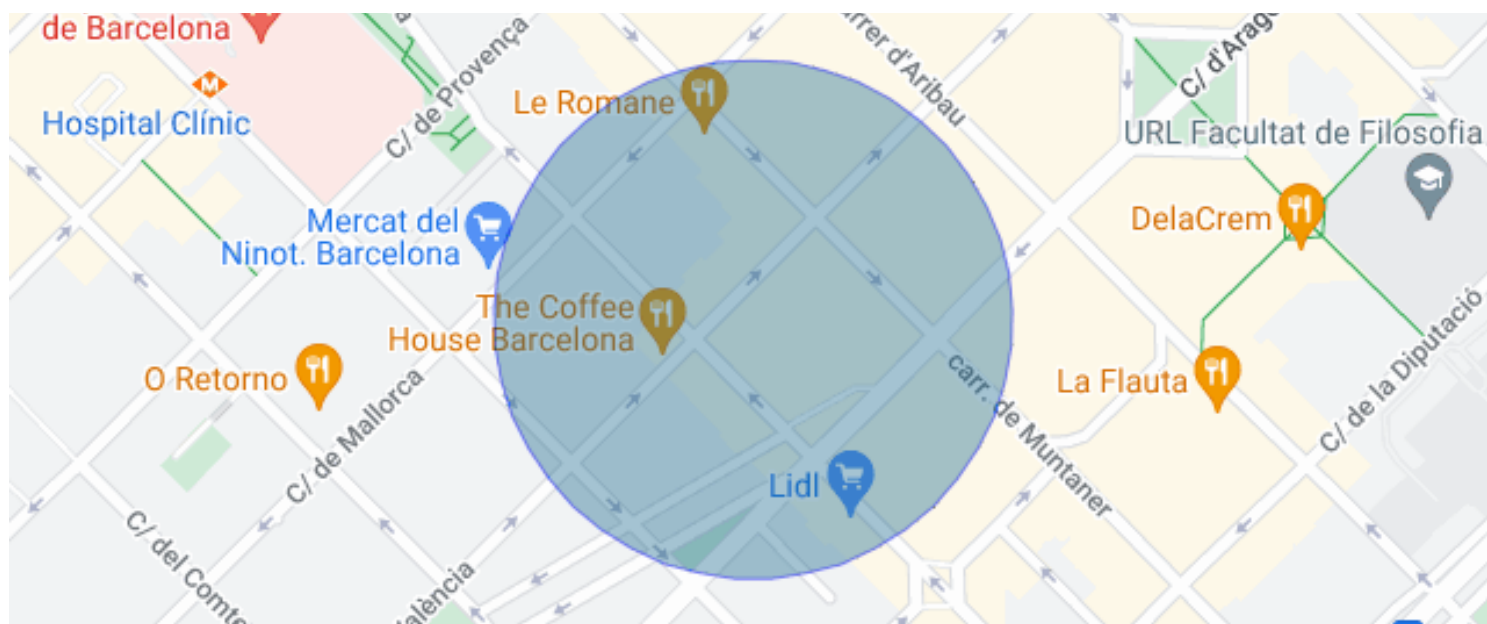 de Barcelona
Hospital Clínic
C/ de Provença
Le Romane
Carrer d'Aribau
C/ d'Arag
URL Facultat de Filosofia
DelaCrem
Mercat del
Ninot. Barcelona
The Coffee
House Barcelona
O Retorno
C/ de Mallorca
carr. de Muntaner
La Flauta
C/ de la Diputació
Lidl
C/ del Comte
València